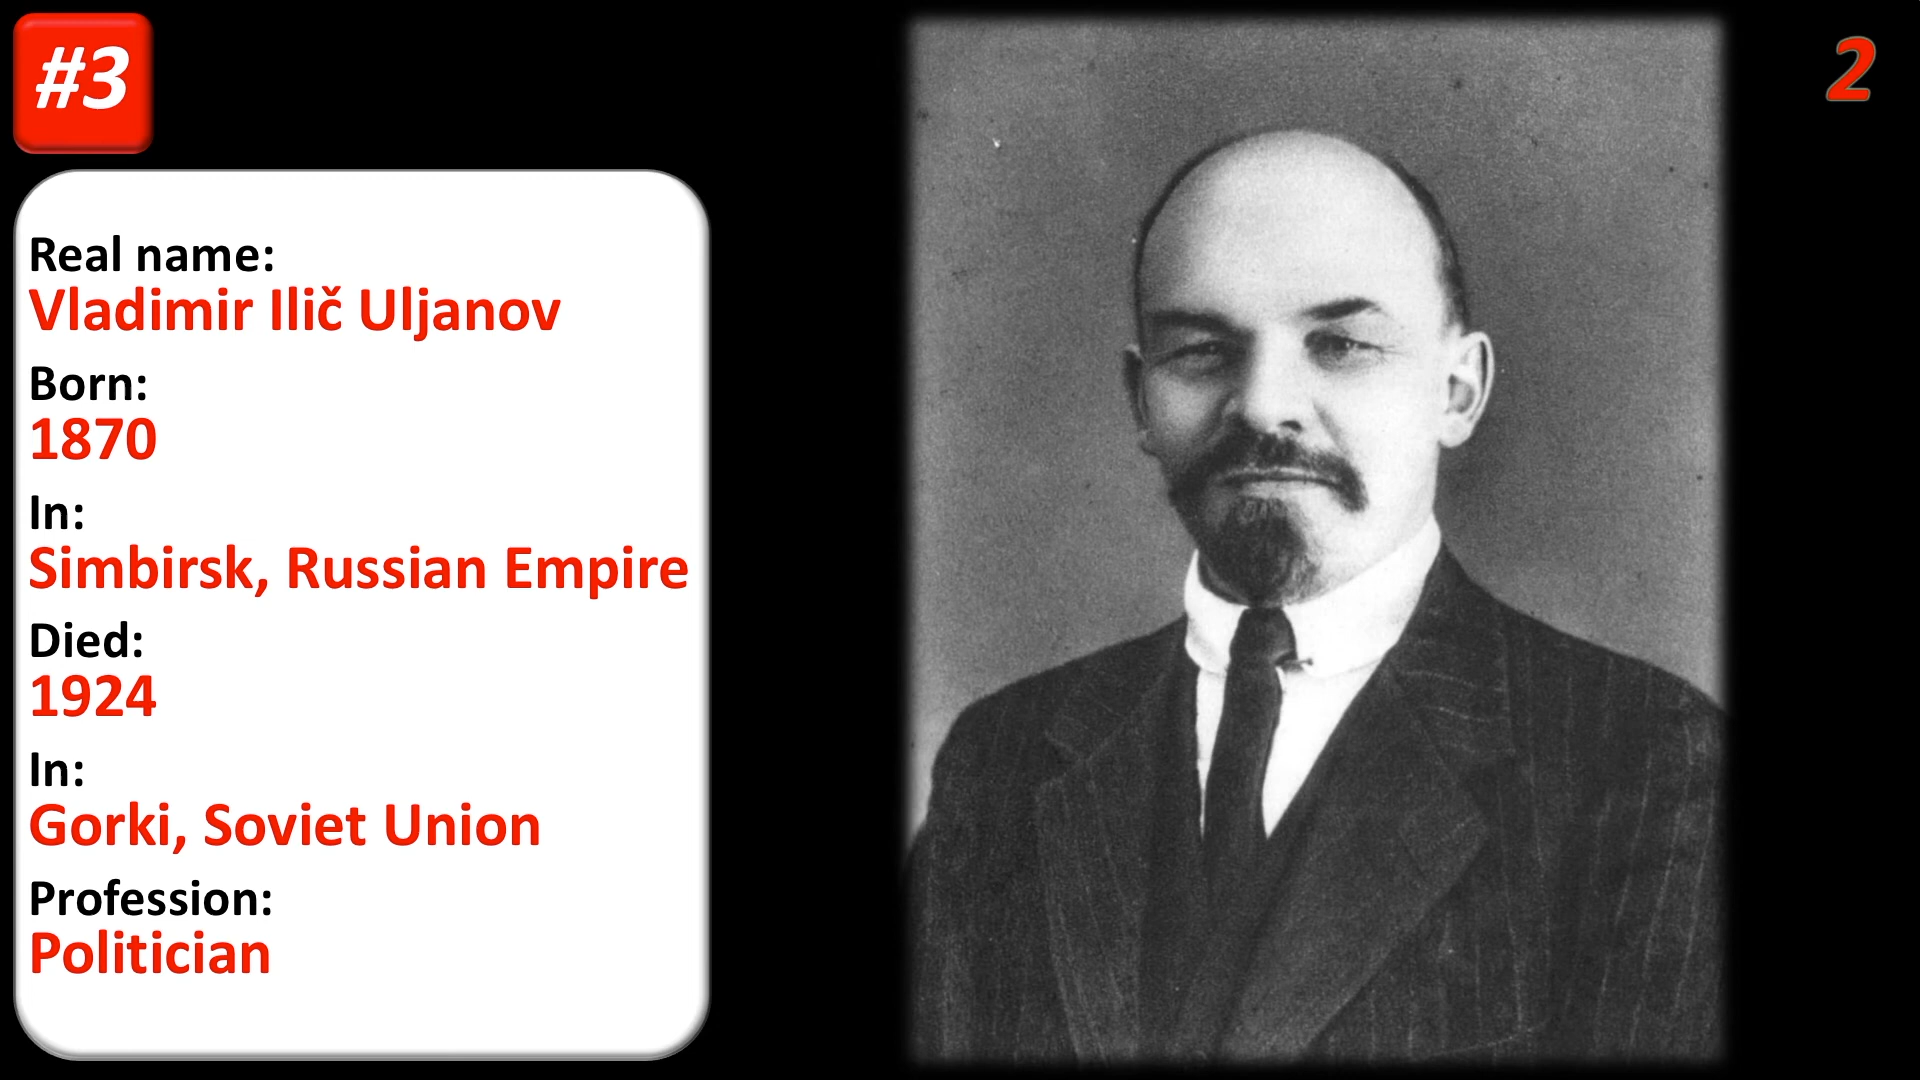 #3
2
Real name:
Vladimir Ilič Uljanov
Born:
1870
In:
Simbirsk, Russian Empire
Died:
1924
In:
Gorki, Soviet Union
Profession:
Politician